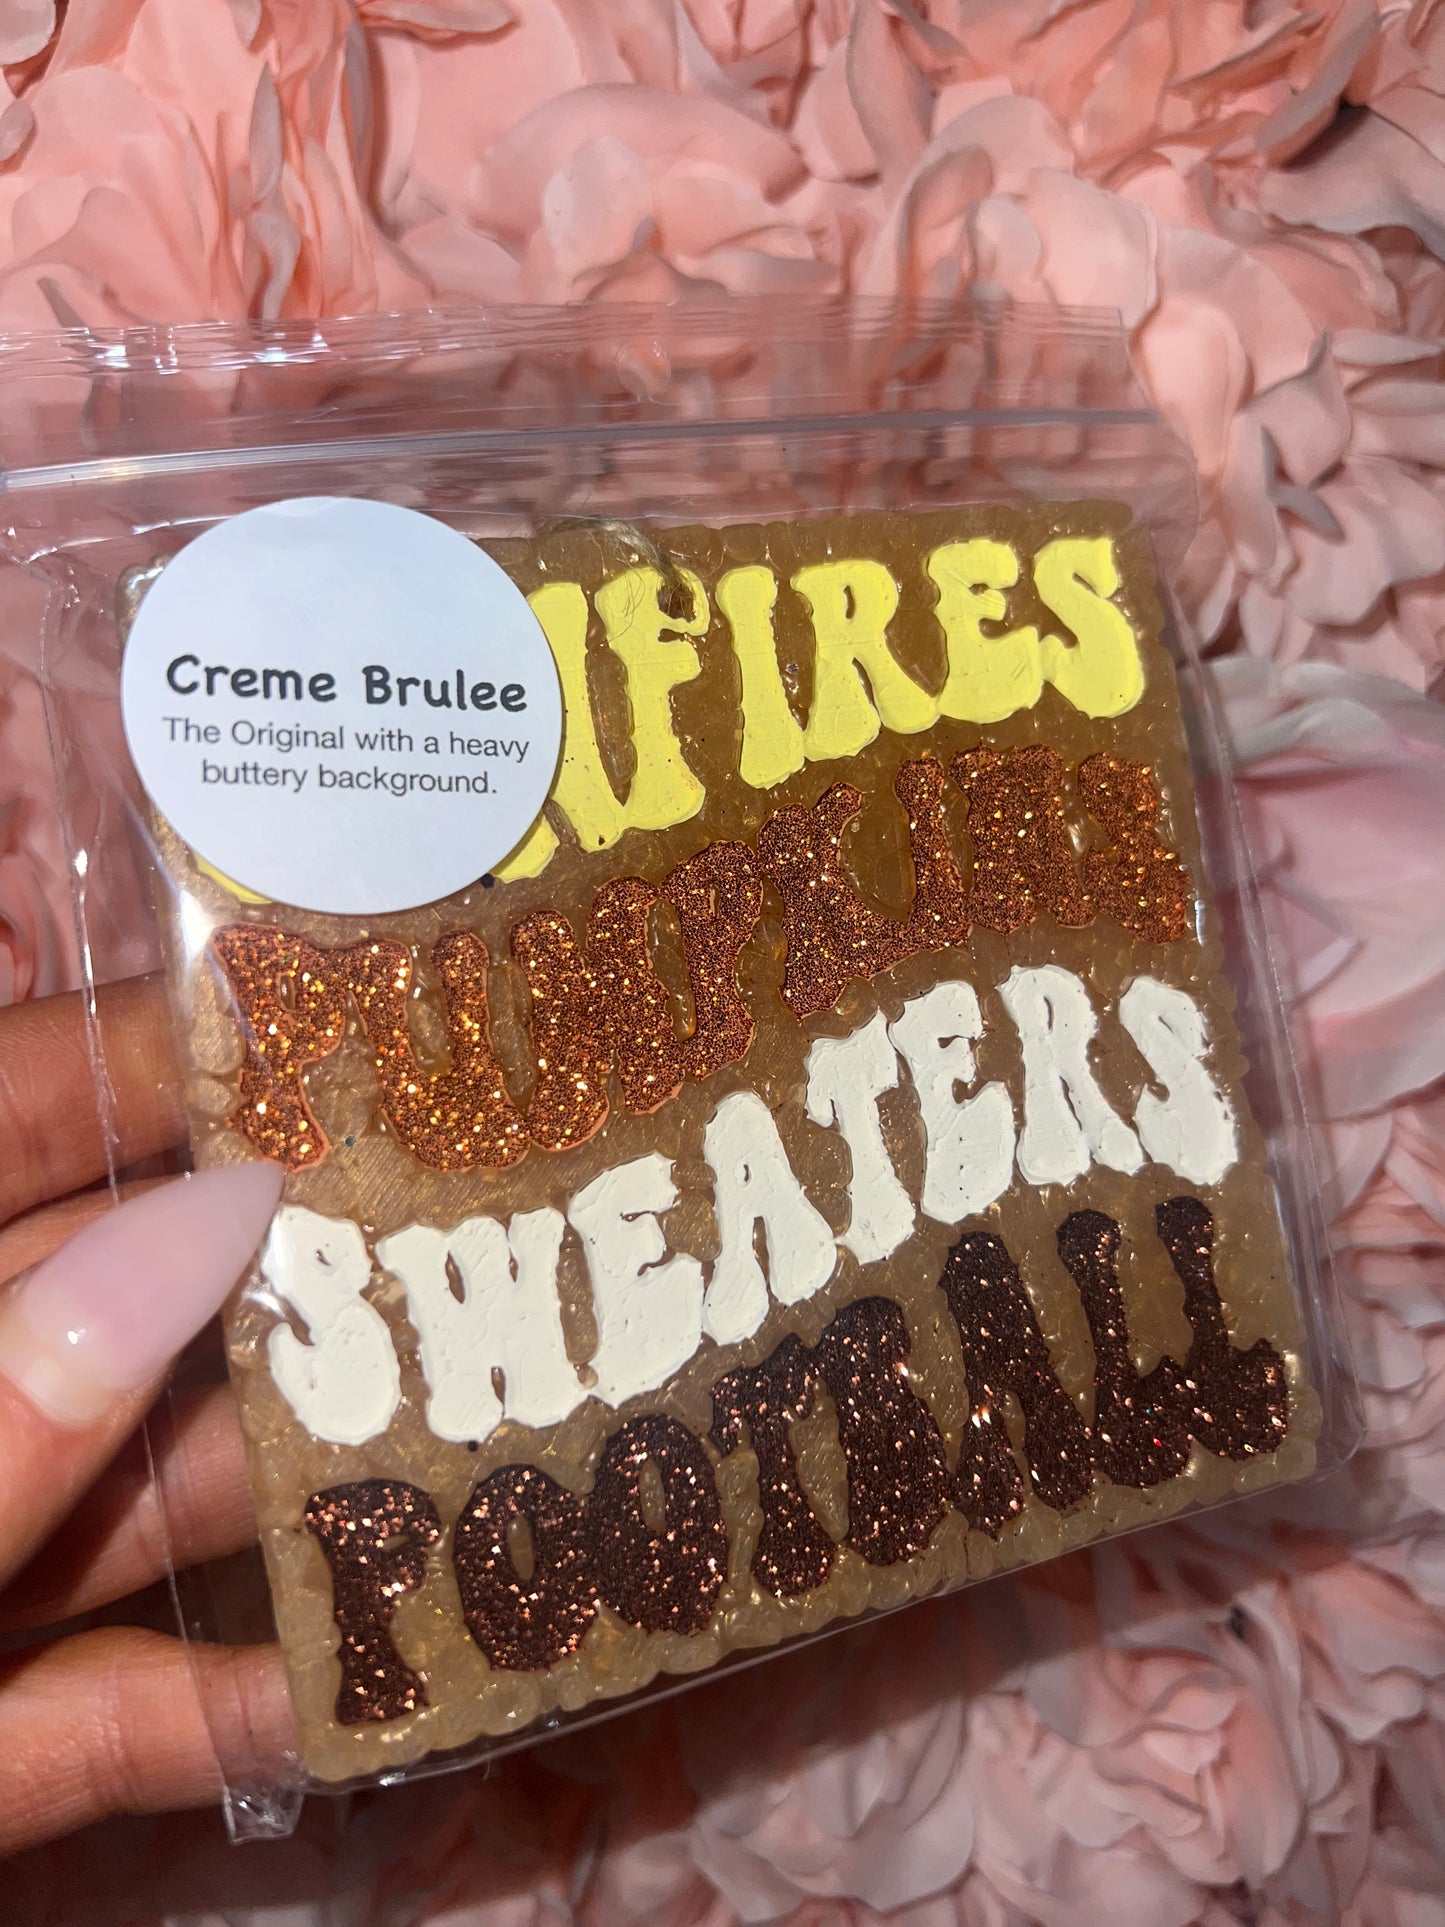 Creme Brulee
The Original with a heavy
buttery background.
FIRES
PUMPKINS
SWEATERS
FOOTBALL